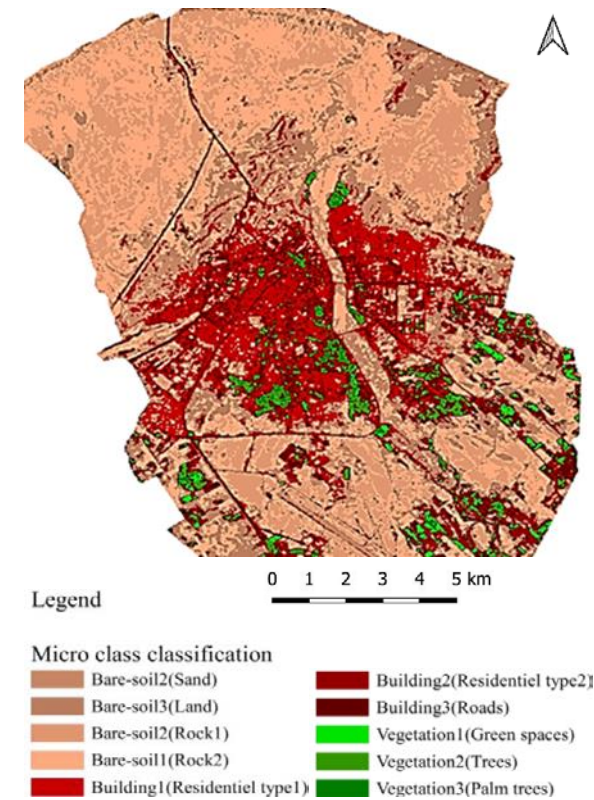 0 1 2 3 4 5 km
Legend
Micro class classification
Bare-soil2(Sand)
Bare-soil3(Land)
Bare-soil2(Rock1)
Bare-soil1(Rock2)
Building1(Residentiel type1)
Building2(Residentiel type2)
Building3(Roads)
Vegetation1(Green spaces)
Vegetation2(Trees)
Vegetation3(Palm trees)